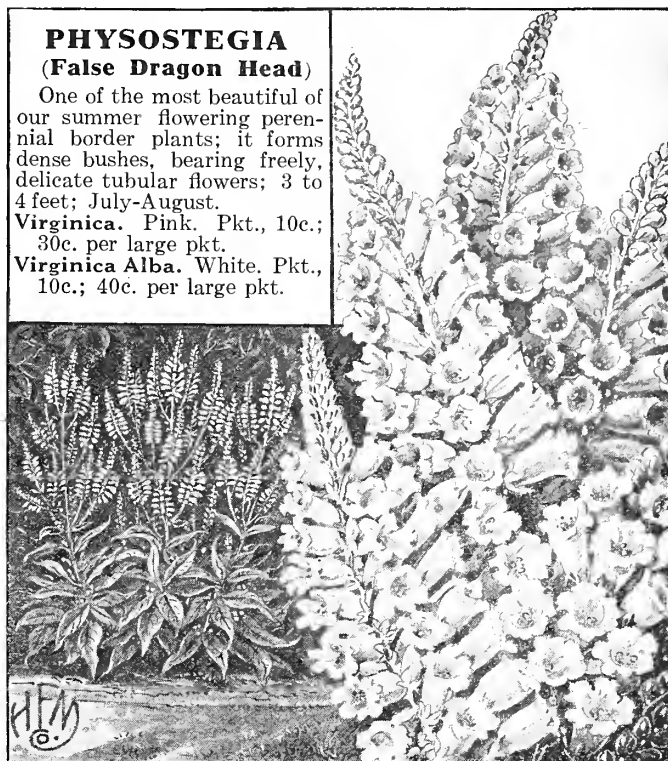 PHYSOSTEGIA
(False Dragon Head)
One of the most beautiful of
our summer flowering peren-
nial border plants; it forms
dense bushes, bearing freely,
delicate tubular flowers; 3 to
4 feet; July-August.
Virginica. Pink. Pkt., 10c.;
30c. per large pkt.
Virginica Alba. White. Pkt.,
10c.; 40c. per large pkt.
HFM
Co.